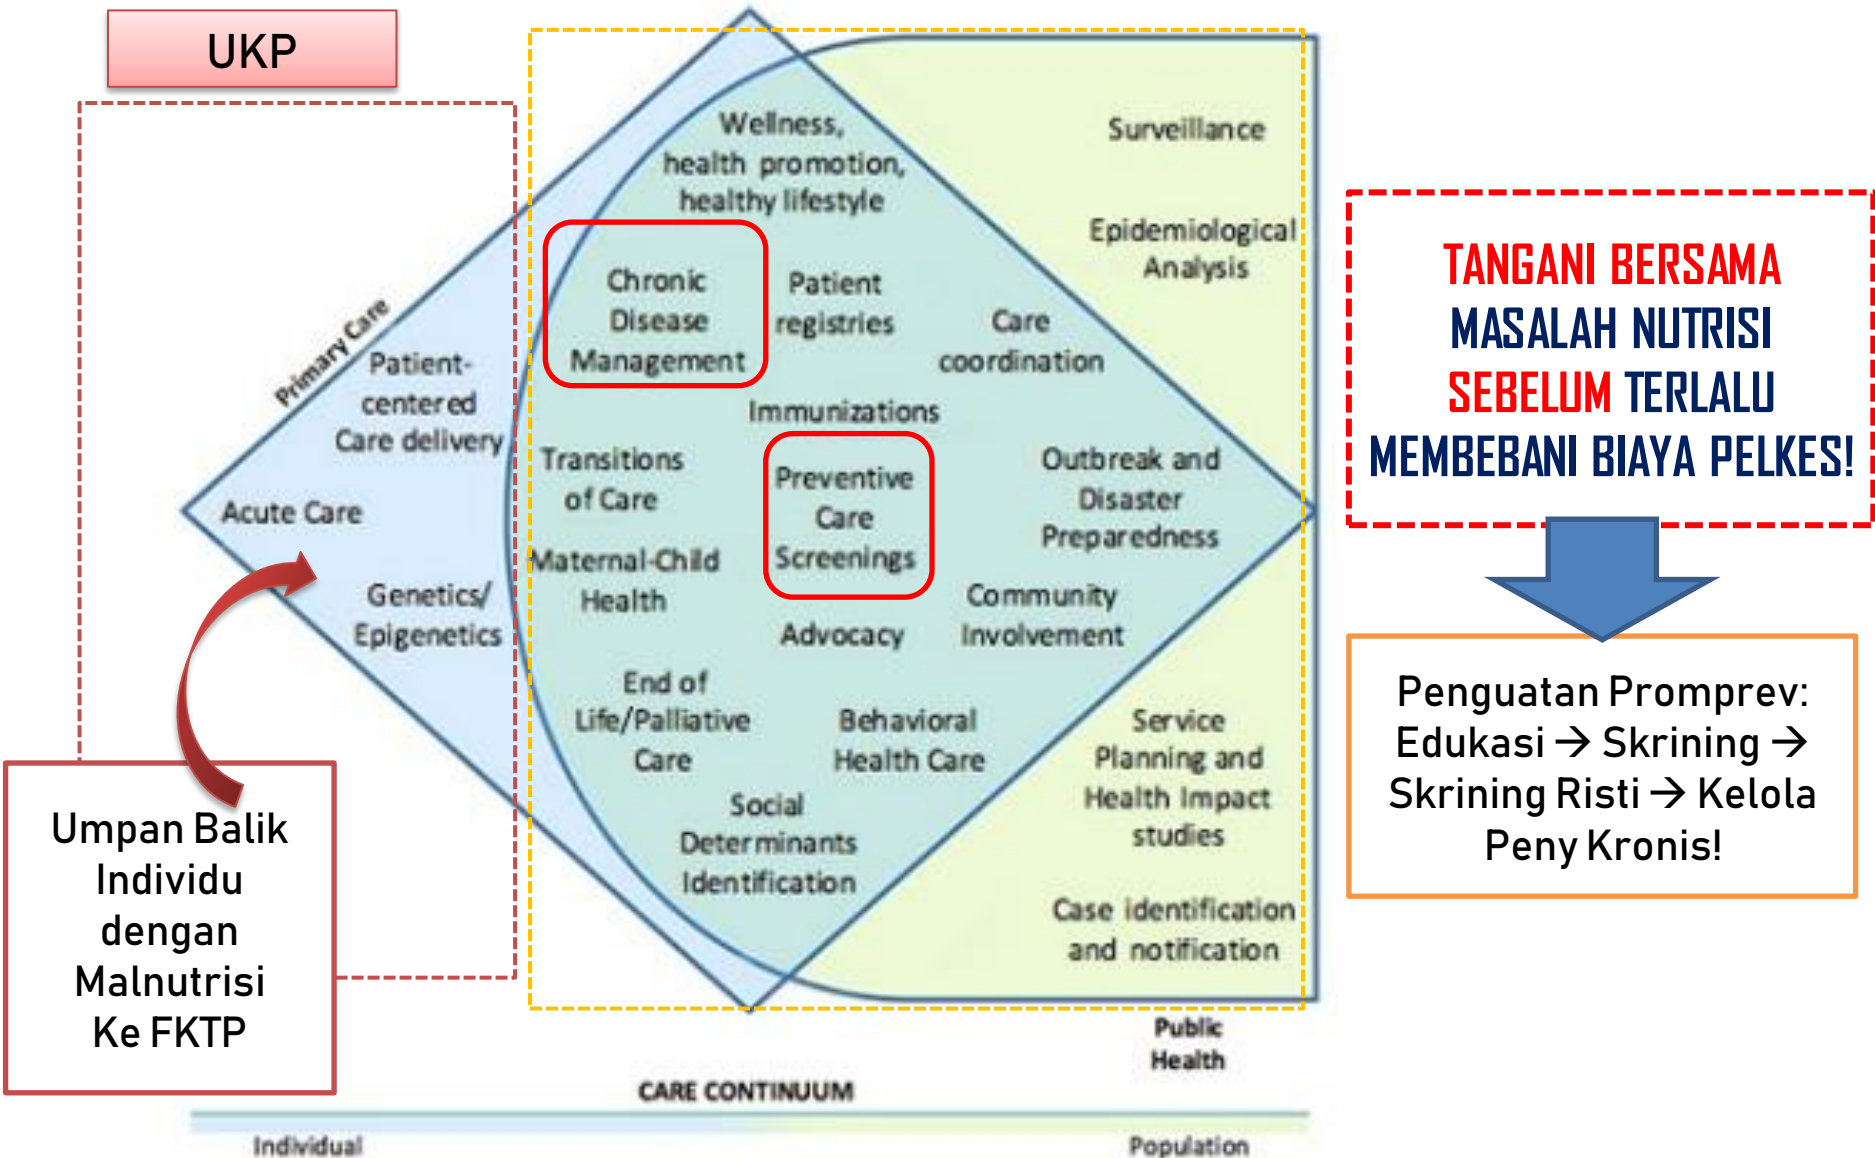 UKP
Wellness,
health promotion,
healthy lifestyle
Surveillance
Epidemiological
Analysis
Chronic
Disease
Management
Patient
registries
Care
coordination
Primary Care
Patient-
centered
Care delivery
Immunizations
Transitions
of Care
Preventive
Care
Screenings
Outbreak and
Disaster
Preparedness
Acute Care
Maternal-Child
Health
Genetics/
Epigenetics
Advocacy
Community
Involvement
End of
Life/Palliative
Care
Behavioral
Health Care
Service
Planning and
Health Impact
studies
Social
Determinants
Identification
Case identification
and notification
Public
Health
CARE CONTINUUM
Individual
Population
Umpan Balik
Individu
dengan
Malnutrisi
Ke FKTP
TANGANI BERSAMA
MASALAH NUTRISI
SEBELUM TERLALU
MEMBEBANI BIAYA PELKES!
Penguatan Promprev:
Edukasi → Skrining →
Skrining Risti → Kelola
Peny Kronis!